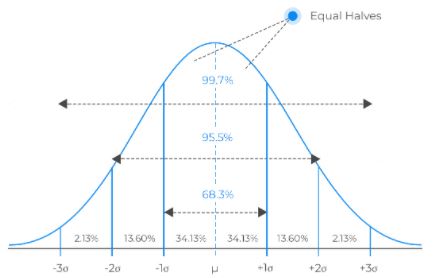 Equal Halves
99.7%
95.5%
68.3%
2.13% 13.60% 34.13% 34.13% 13.60% 2.13%
-3σ -2σ -1σ μ +1σ +2σ +3σ